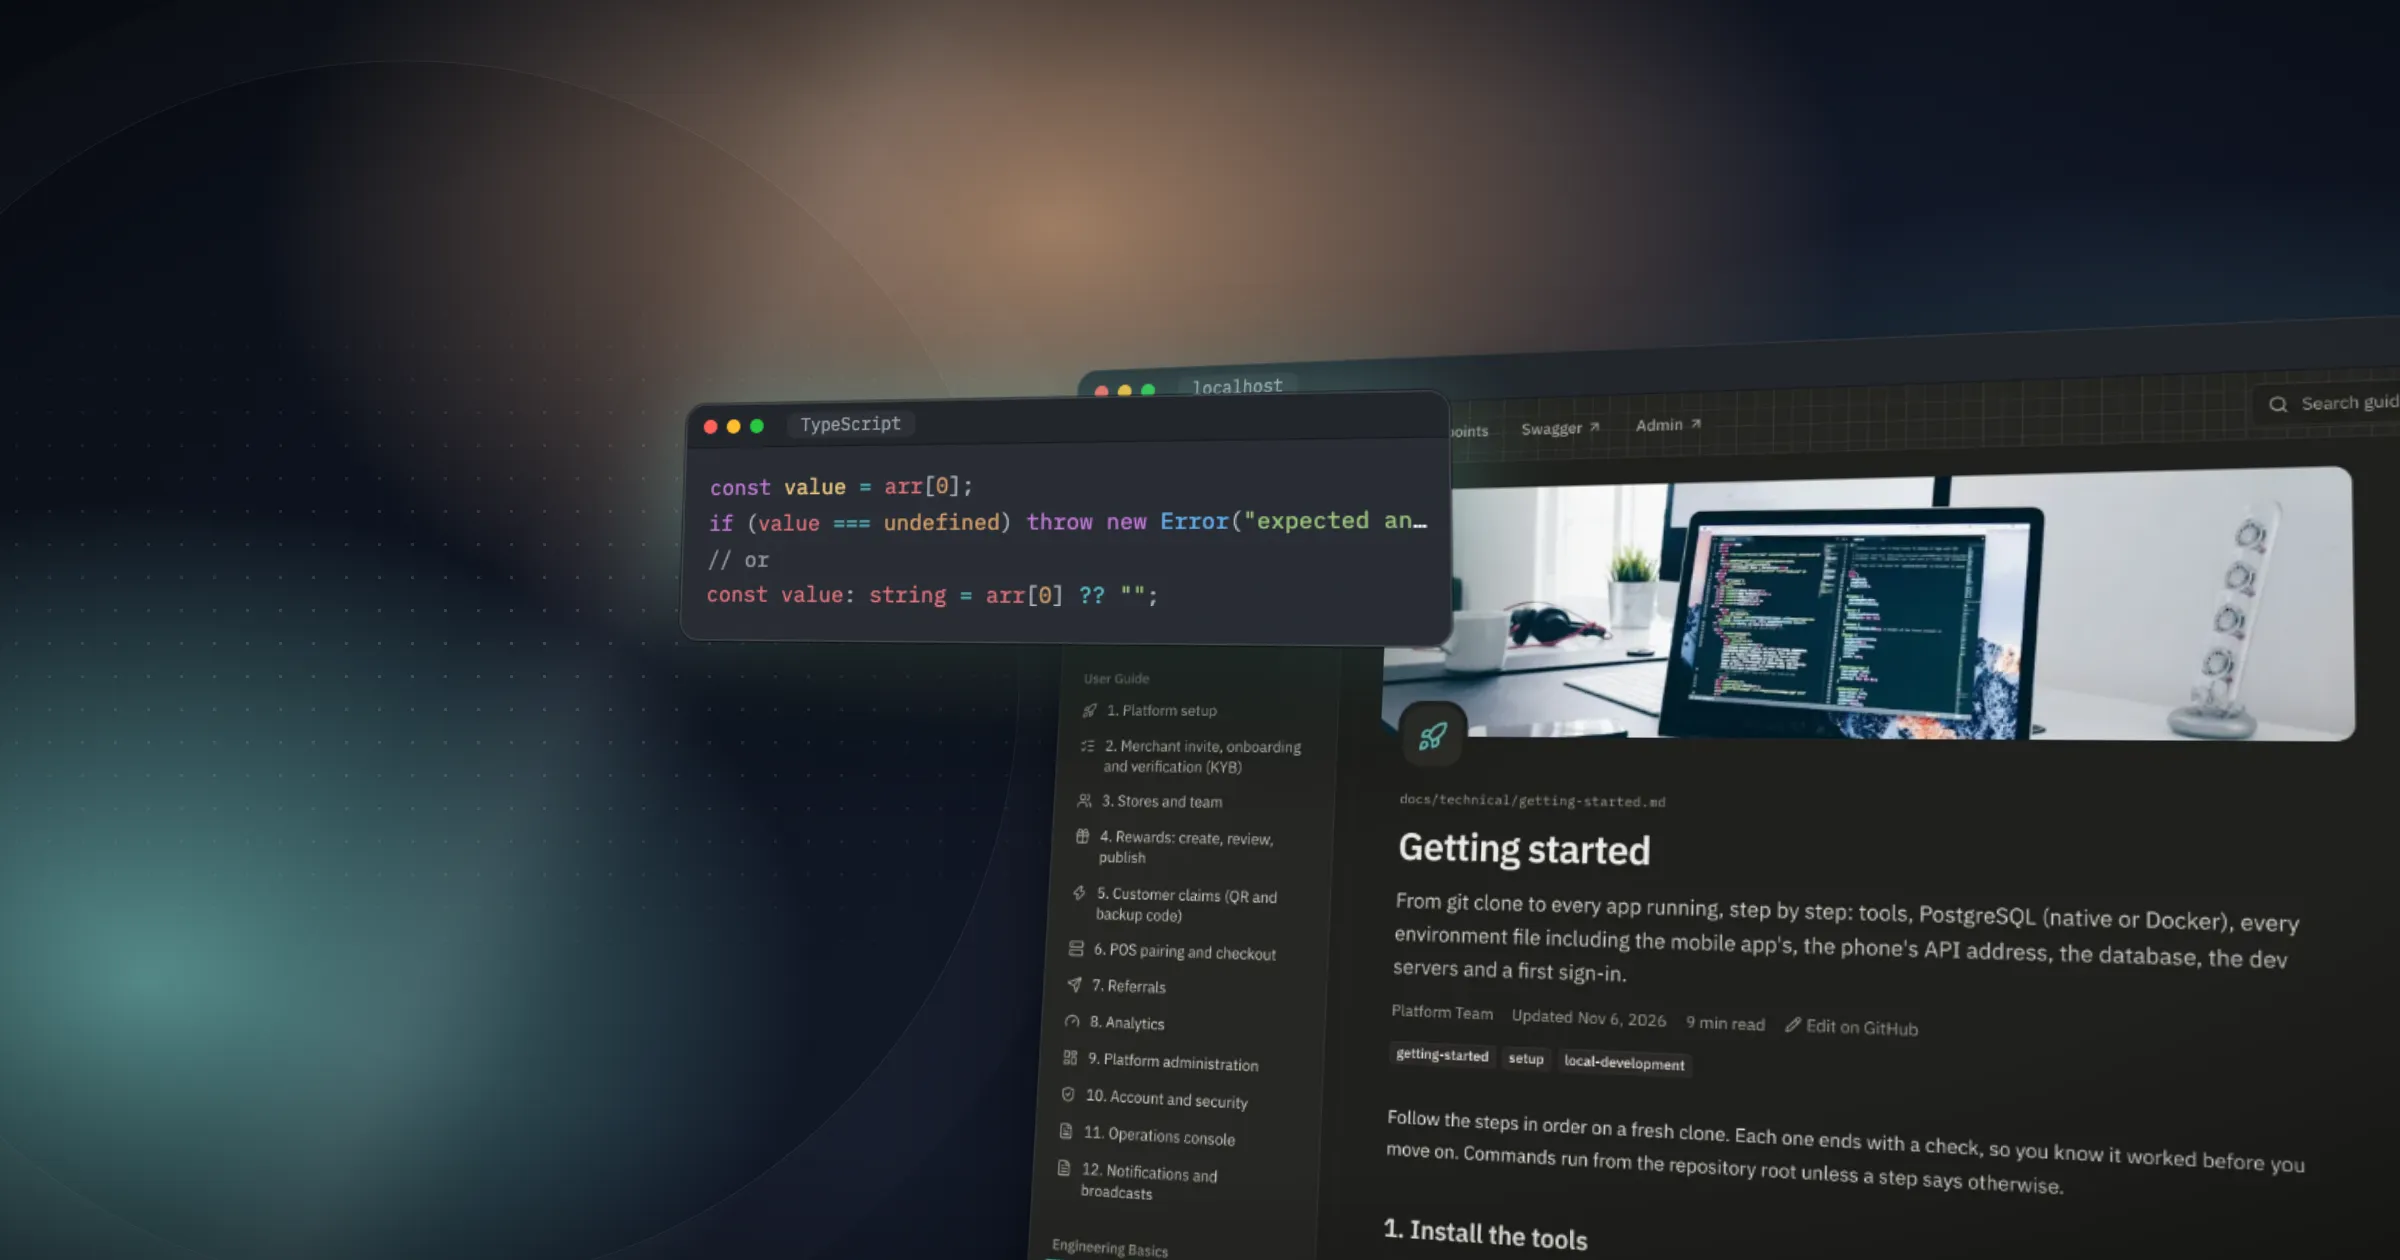 localhost
TypeScript
const value = arr[0];
if (value === undefined) throw new Error("expected an…
// or
const value: string = arr[0] ?? "";
Swagger ↗
Admin ↗
Search
User Guide
1. Platform setup
2. Merchant invite, onboarding
and verification (KYB)
3. Stores and team
4. Rewards: create, review,
publish
5. Customer claims (QR and
backup code)
6. POS pairing and checkout
7. Referrals
8. Analytics
9. Platform administration
10. Account and security
11. Operations console
12. Notifications and
broadcasts
Engineering Basics
docs/technical/getting-started.md
Getting started
From git clone to every app running, step by step: tools, PostgreSQL (native or Docker), every
environment file including the mobile app's, the phone's API address, the database, the dev
servers and a first sign-in.
Platform Team Updated Nov 6, 2026 9 min read Edit on GitHub
getting-started setup local-development
Follow the steps in order on a fresh clone. Each one ends with a check, so you know it worked before you
move on. Commands run from the repository root unless a step says otherwise.
1. Install the tools